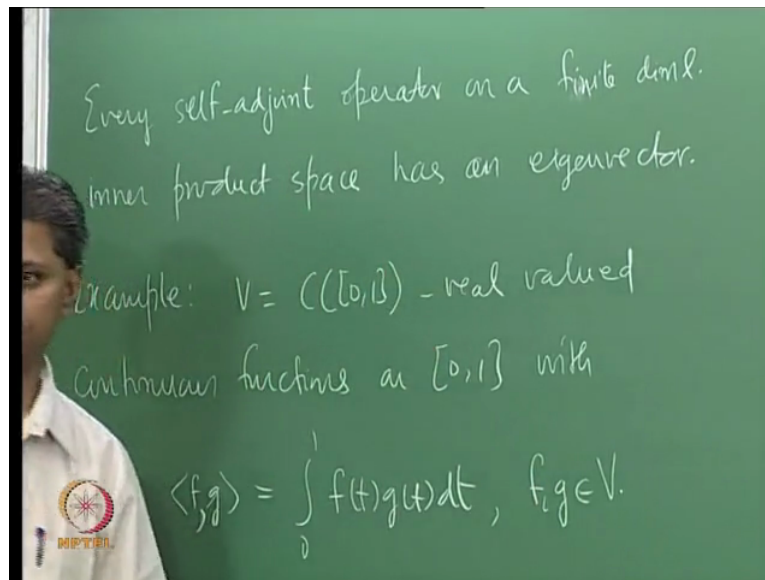 Every self-adjoint operator on a finite diml.
inner product space has an eigenvector.
Example: V = C([0,1]) - real valued
continuous functions on [0,1] with
⟨f,g⟩ = ∫₀¹ f(t)g(t)dt, f,g ∈ V.
NPTEL